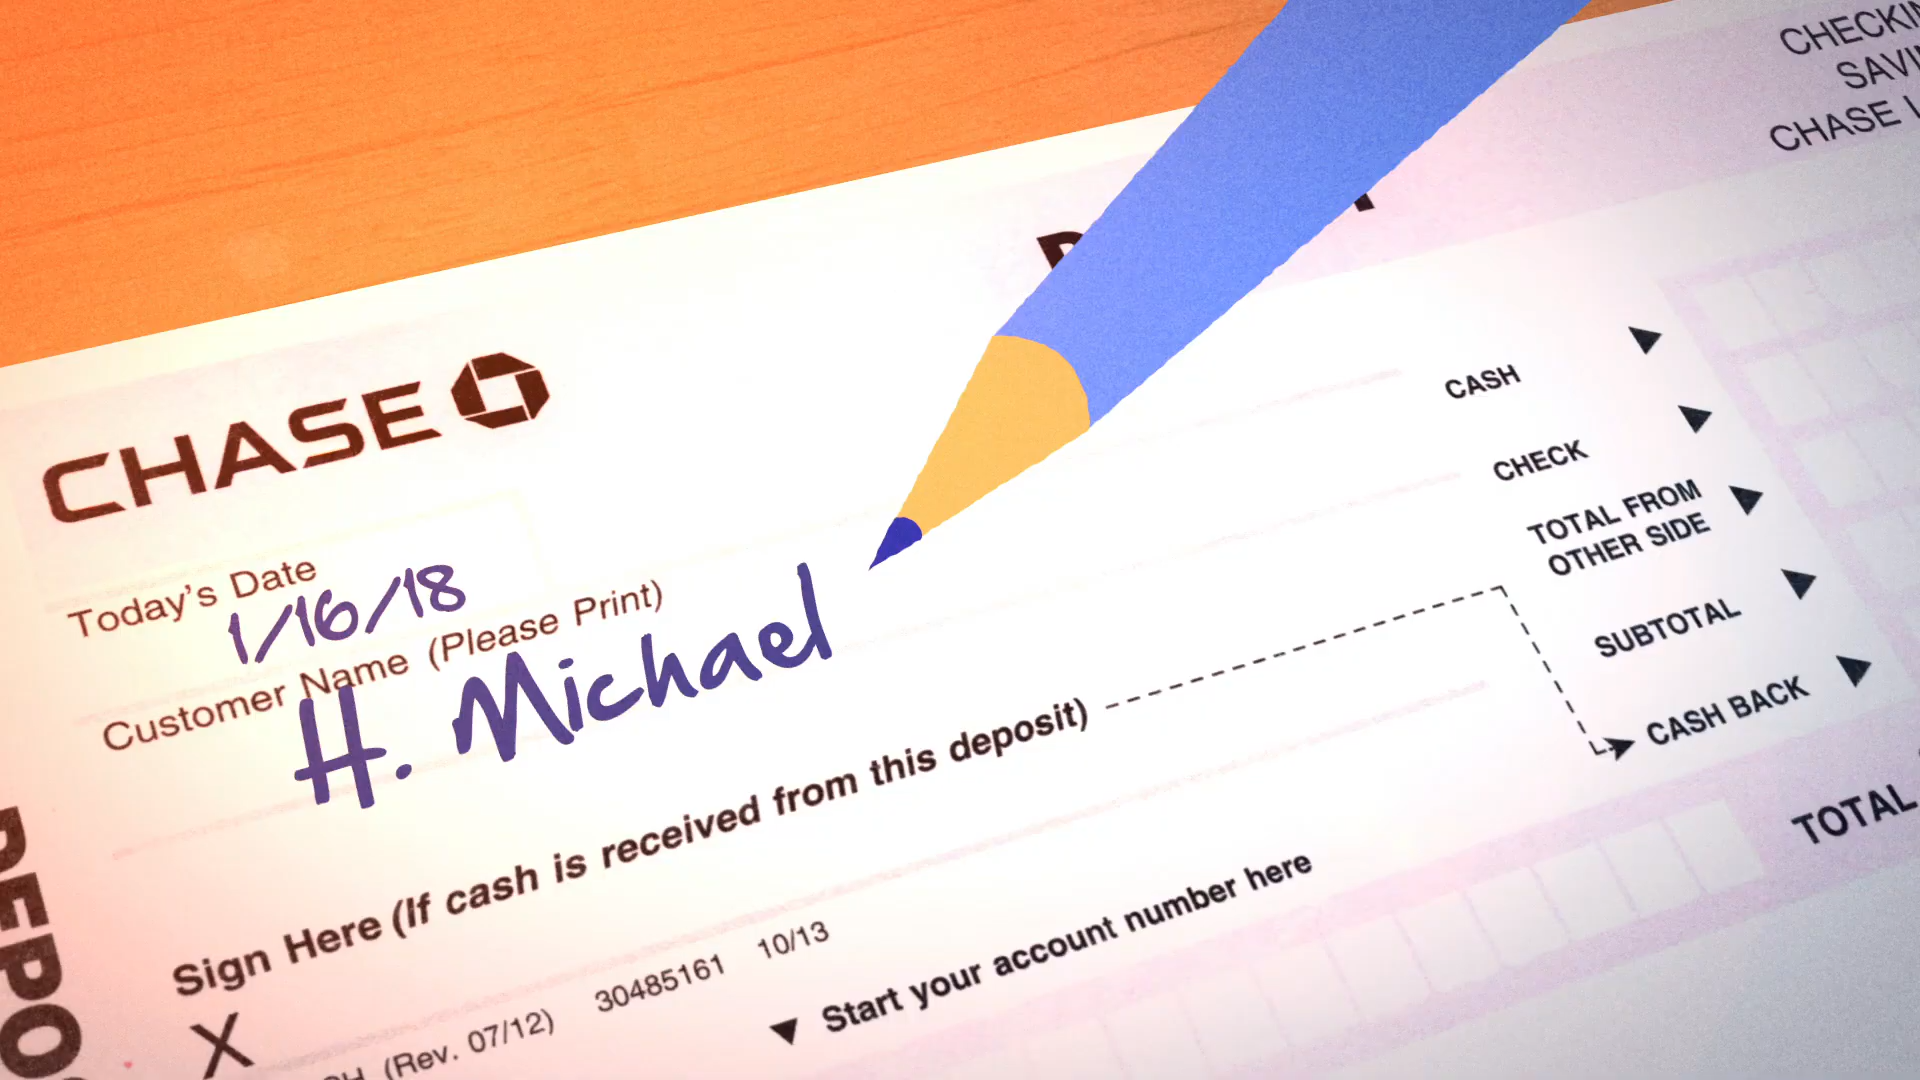 CHASE
Today's Date
1/16/18
Customer Name (Please Print)
H. Michael
Sign Here (If cash is received from this deposit)
X
(Rev. 07/12) 30485161 10/13
Start your account number here
CASH
CHECK
TOTAL FROM
OTHER SIDE
SUBTOTAL
CASH BACK
TOTAL
CHASE